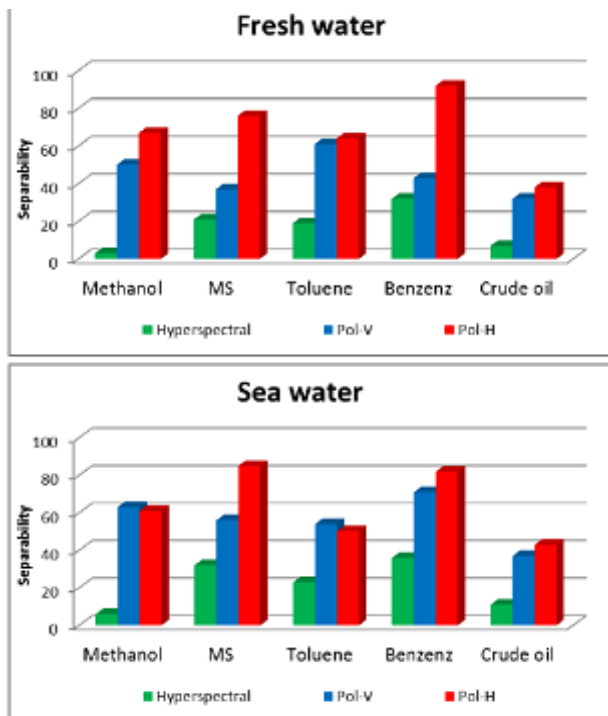 Fresh water
Separability
100
80
60
40
20
0
Methanol MS Toluene Benzenz Crude oil
Hyperspectral Pol-V Pol-H
Sea water
Separability
100
80
60
40
20
0
Methanol MS Toluene Benzenz Crude oil
Hyperspectral Pol-V Pol-H